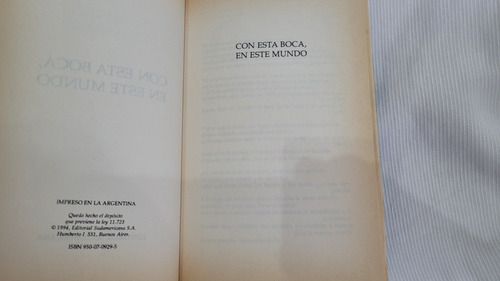 IMPRESO EN LA ARGENTINA
Queda hecho el depósito
que previene la ley 11.723
© 1994, Editorial Sudamericana S.A.
Humberto I 531, Buenos Aires.
ISBN 950-07-0929-5
CON ESTA BOCA,
EN ESTE MUNDO